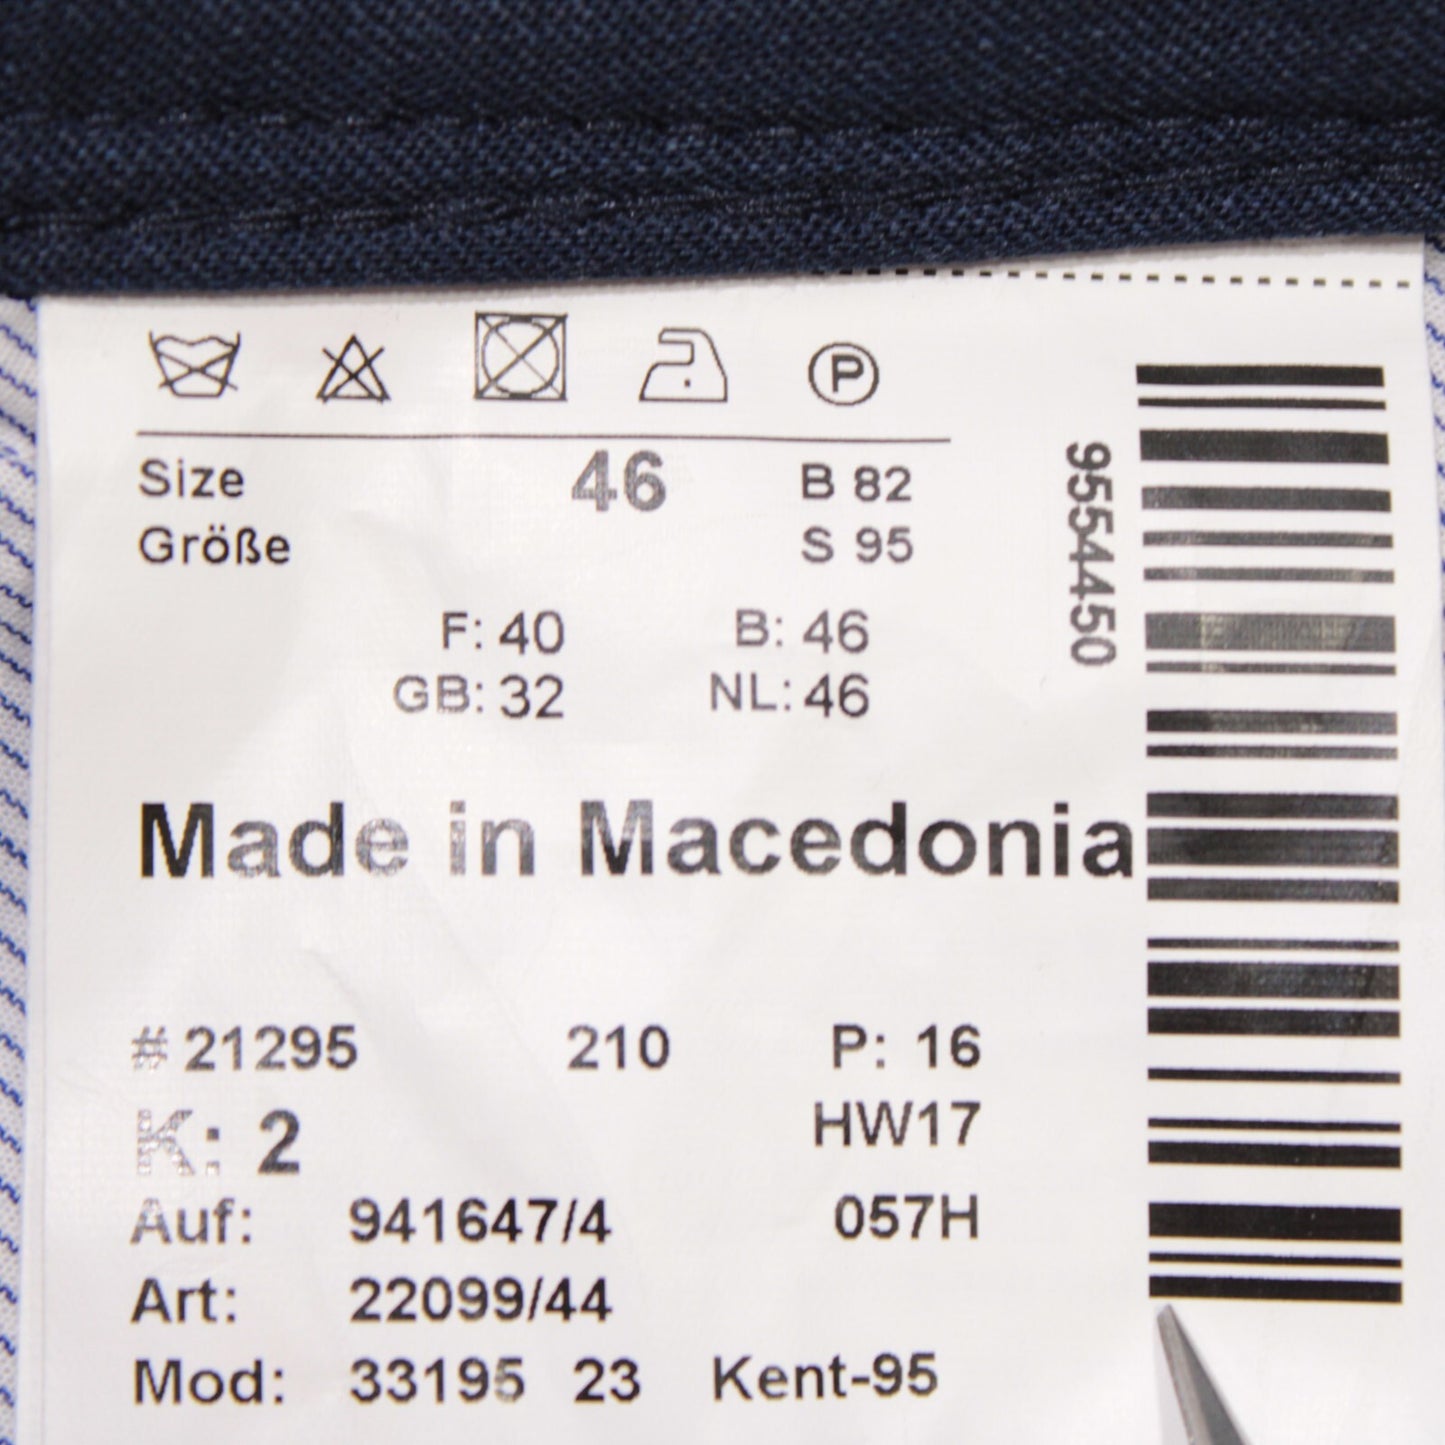 P
Size 46 B 82
Größe S 95
F: 40 B: 46
GB: 32 NL: 46
Made in Macedonia
# 21295 210 P: 16
K: 2 HW17
Auf: 941647/4 057H
Art: 22099/44
Mod: 33195 23 Kent-95
9554450